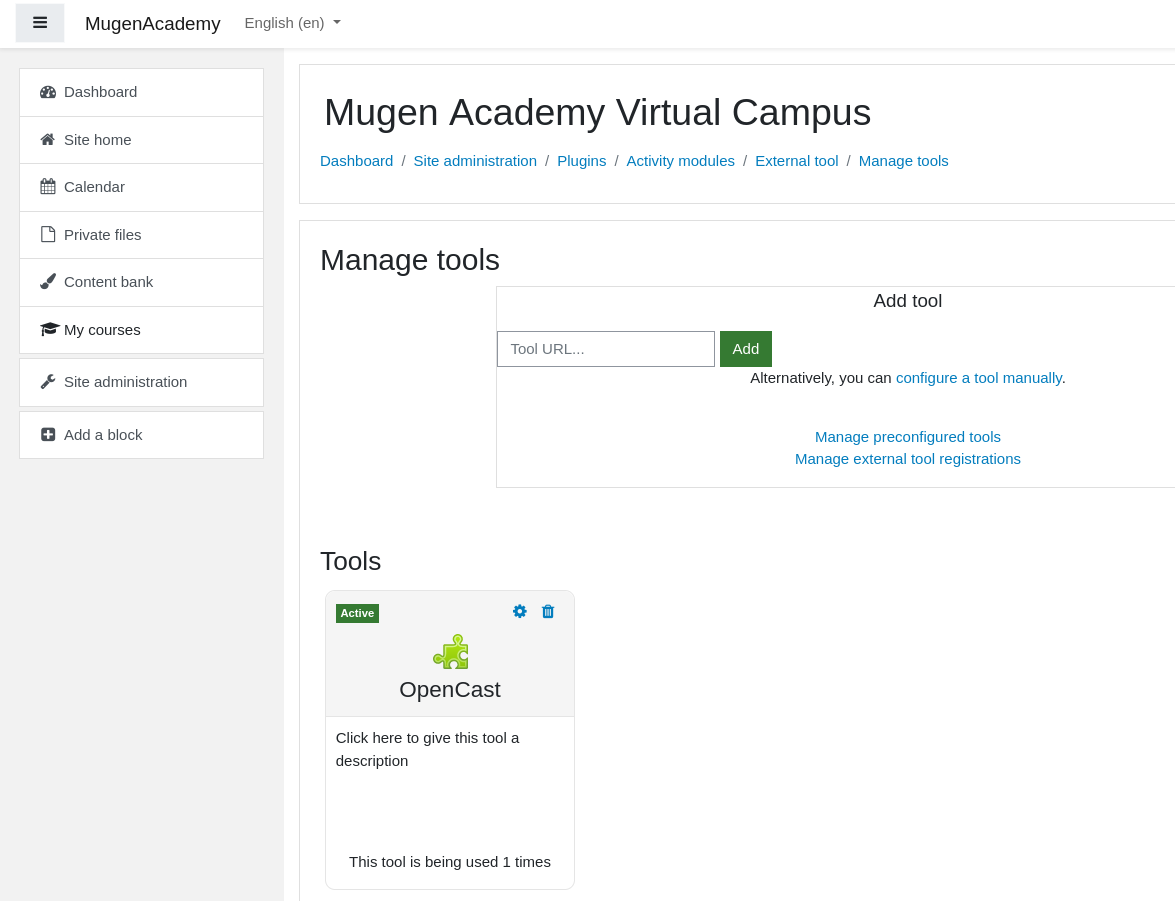 MugenAcademy English (en)
Dashboard
Site home
Calendar
Private files
Content bank
My courses
Site administration
Add a block
Mugen Academy Virtual Campus
Dashboard / Site administration / Plugins / Activity modules / External tool / Manage tools
Manage tools
Add tool
Tool URL... Add
Alternatively, you can configure a tool manually.
Manage preconfigured tools
Manage external tool registrations
Tools
Active
OpenCast
Click here to give this tool a
description
This tool is being used 1 times